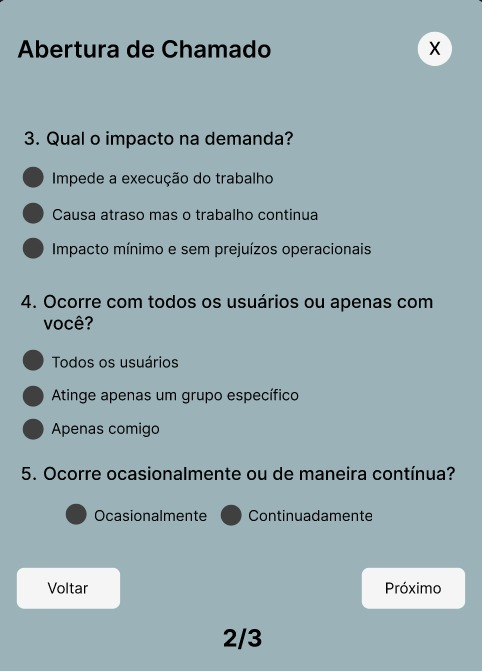 Abertura de Chamado
X
3. Qual o impacto na demanda?
Impede a execução do trabalho
Causa atraso mas o trabalho continua
Impacto mínimo e sem prejuízos operacionais
4. Ocorre com todos os usuários ou apenas com
você?
Todos os usuários
Atinge apenas um grupo específico
Apenas comigo
5. Ocorre ocasionalmente ou de maneira contínua?
Ocasionalmente Continuadamente
Voltar Próximo
2/3